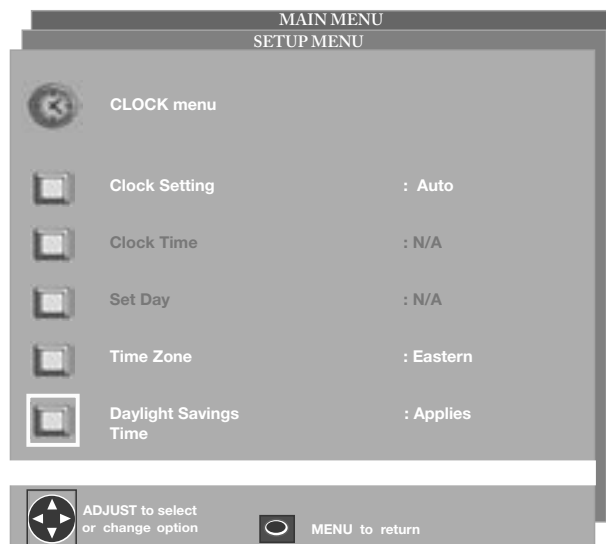 MAIN MENU
SETUP MENU
CLOCK menu
Clock Setting : Auto
Clock Time : N/A
Set Day : N/A
Time Zone : Eastern
Daylight Savings : Applies
Time
ADJUST to select
or change option
MENU to return